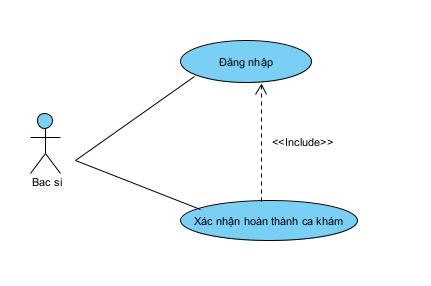 Đăng nhập
<<Include>>
Bac si
Xác nhận hoàn thành ca khám